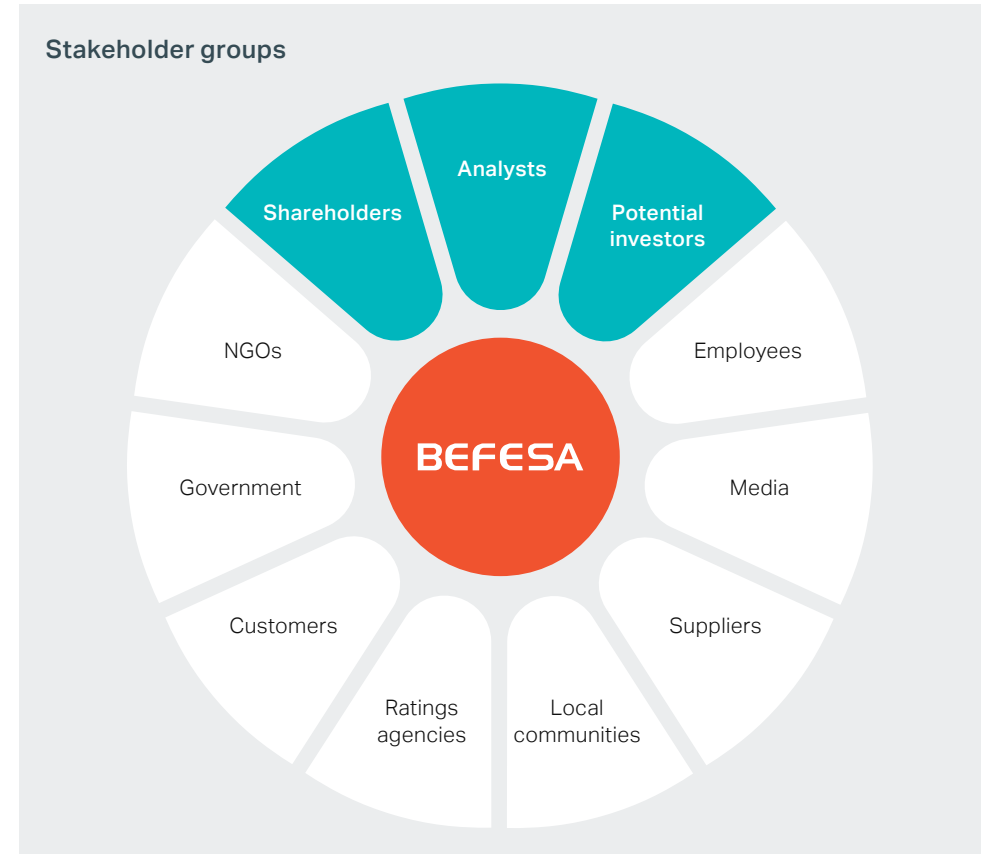 Stakeholder groups
Analysts
Shareholders
Potential
investors
NGOs
Employees
BEFESA
Government
Media
Customers
Suppliers
Ratings
agencies
Local
communities